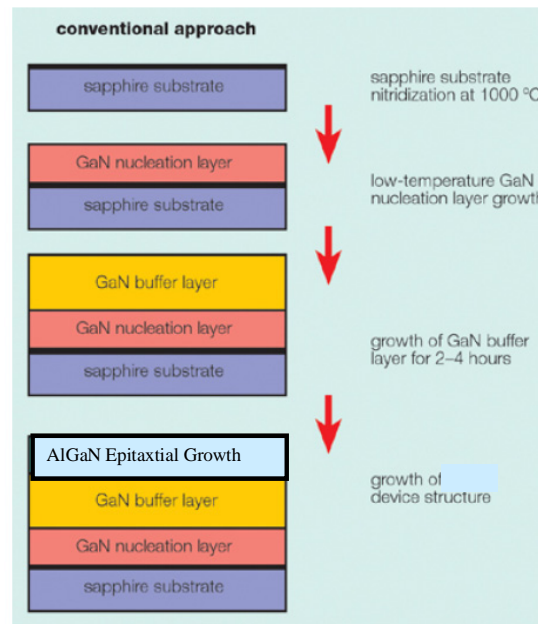 conventional approach
sapphire substrate
sapphire substrate
nitridization at 1000 °C
GaN nucleation layer
sapphire substrate
low-temperature GaN
nucleation layer growth
GaN buffer layer
GaN nucleation layer
sapphire substrate
growth of GaN buffer
layer for 2–4 hours
AlGaN Epitaxtial Growth
GaN buffer layer
GaN nucleation layer
sapphire substrate
growth of
device structure